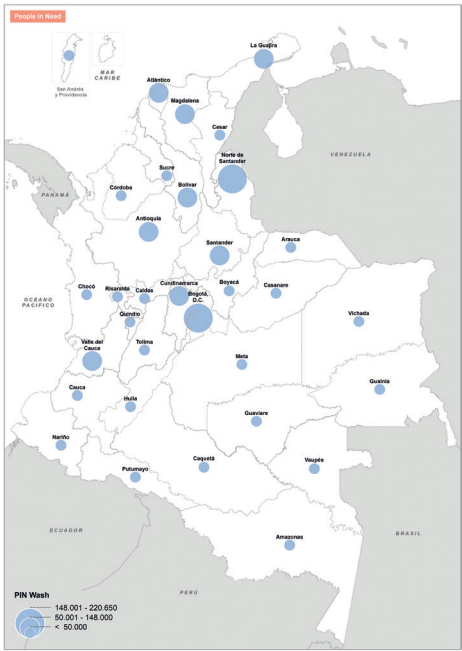 People in Need
La Guajira
MAR
CARIBE
San Andrés
y Providencia
Atlántico
Magdalena
Cesar
Norte de
Santander
VENEZUELA
Sucre
Bolívar
Córdoba
PANAMÁ
Antioquia
Santander
Arauca
Chocó
Risaralda
Caldas
Cundinamarca
Bogotá,
D.C.
Boyacá
Casanare
OCEANO
PACIFICO
Quindío
Vichada
Valle del
Cauca
Tolima
Meta
Guainía
Cauca
Huila
Guaviare
Nariño
Caquetá
Vaupés
Putumayo
ECUADOR
BRASIL
Amazonas
PERÚ
PIN Wash
148.001 - 220.650
50.001 - 148.000
< 50.000